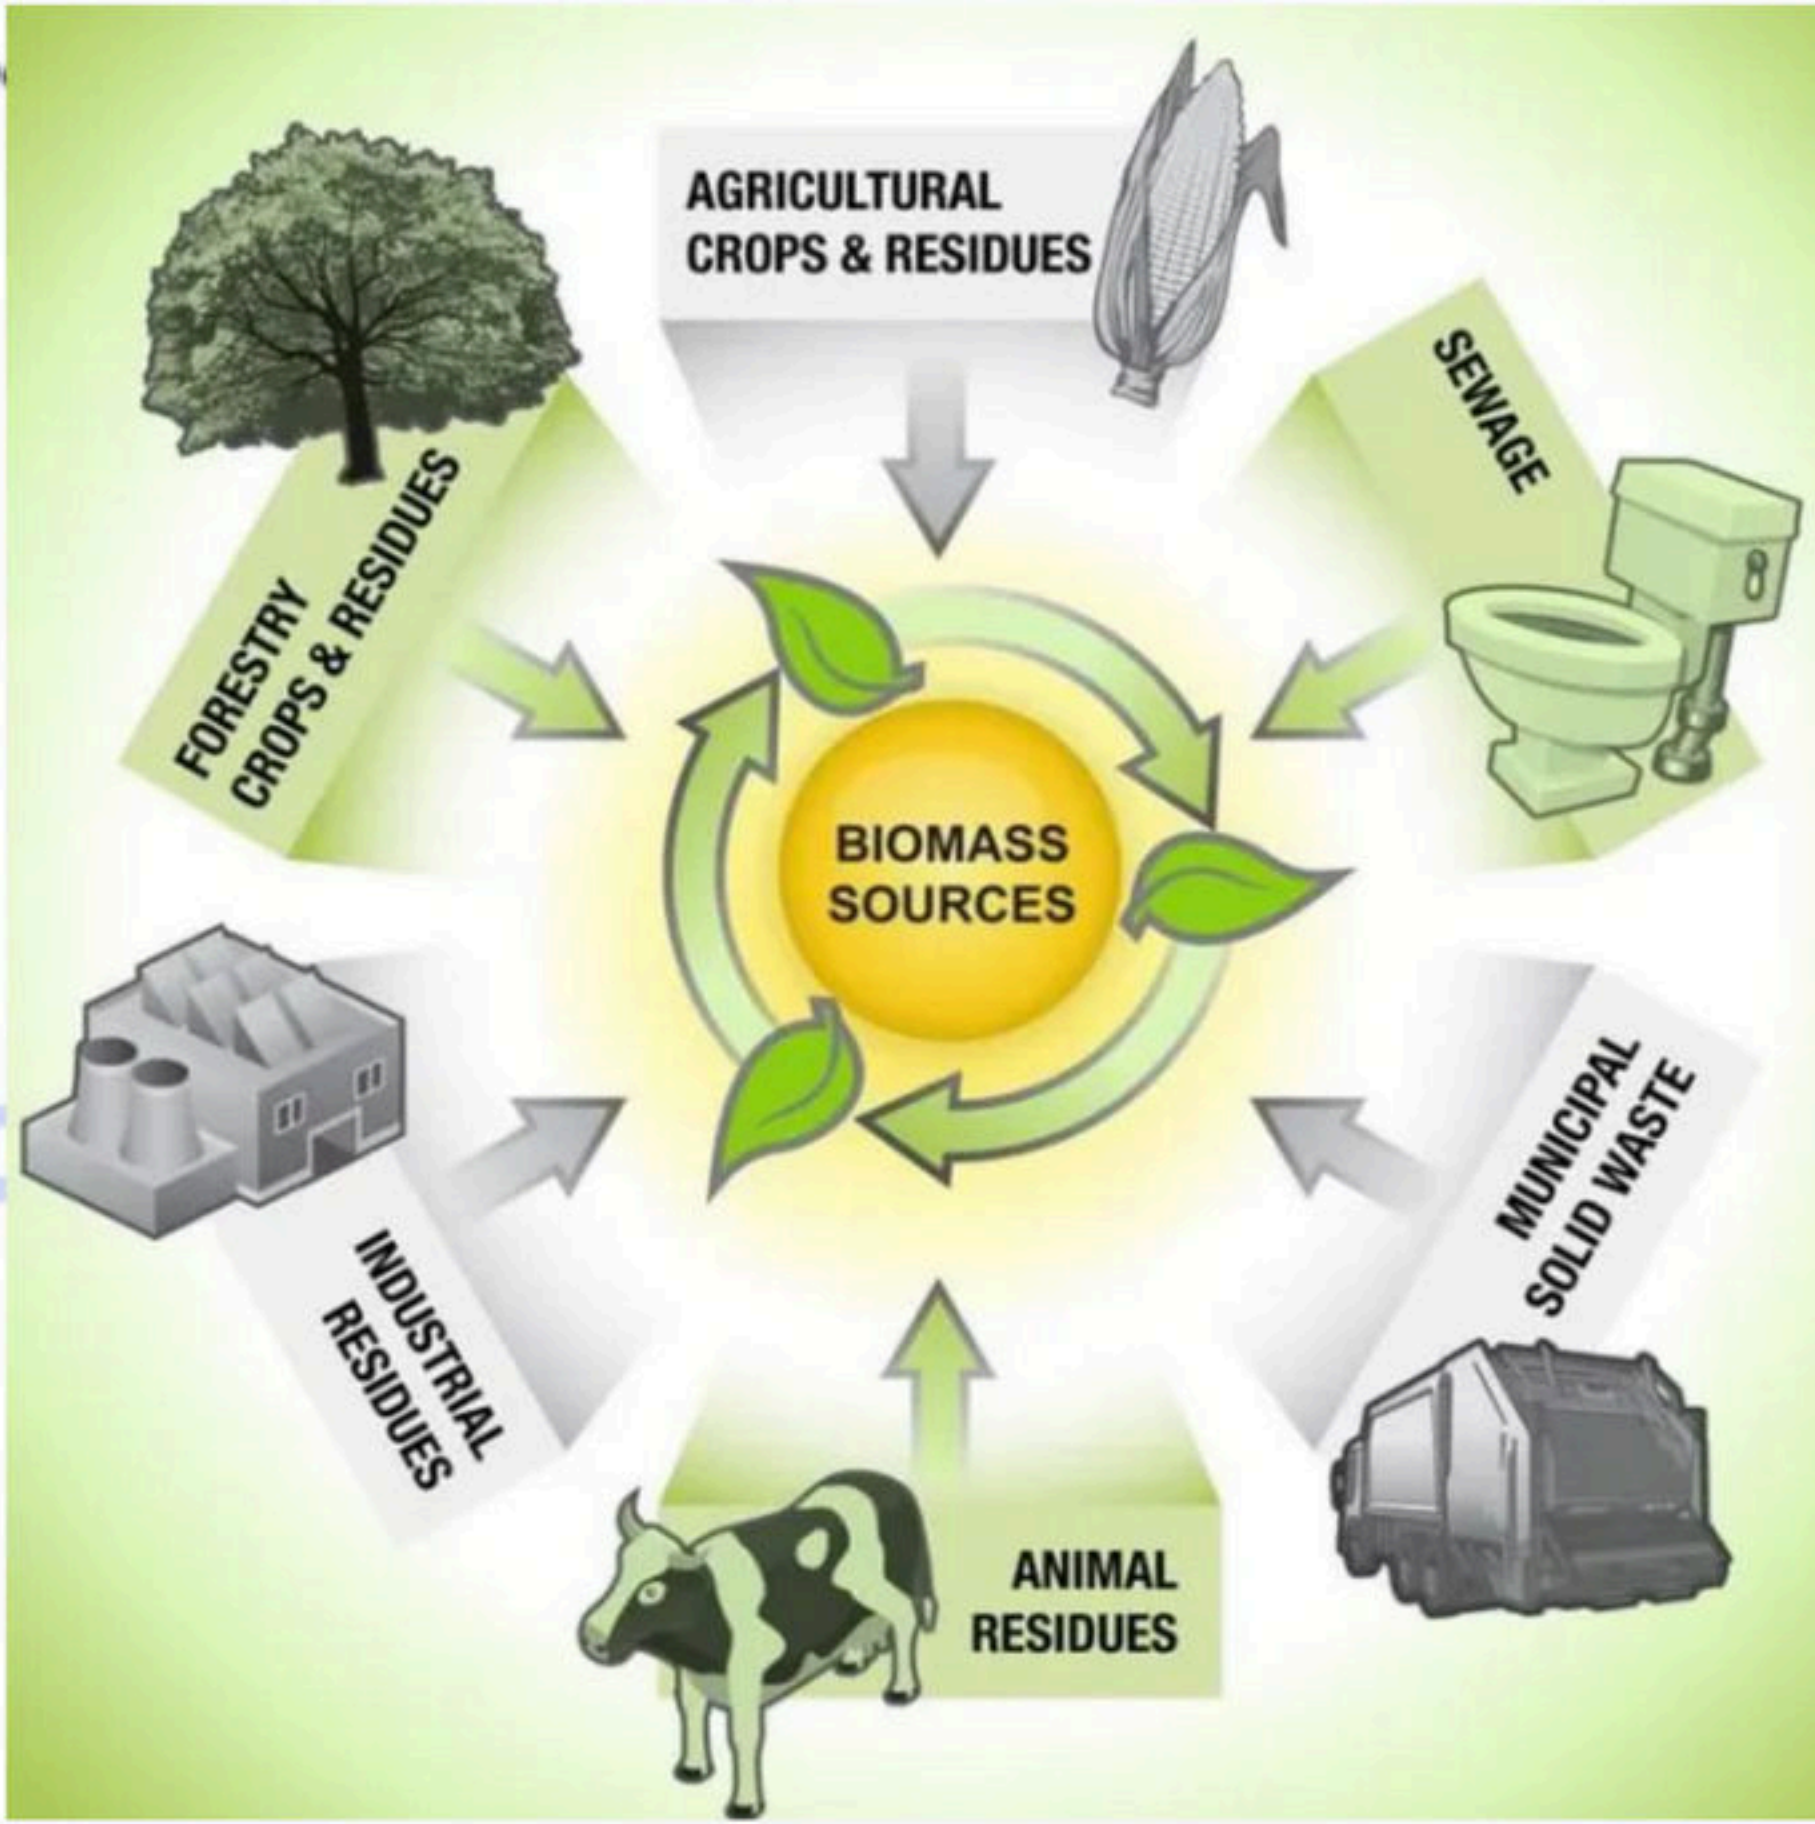 AGRICULTURAL
CROPS & RESIDUES
SEWAGE
FORESTRY
CROPS & RESIDUES
BIOMASS
SOURCES
MUNICIPAL
SOLID WASTE
INDUSTRIAL
RESIDUES
ANIMAL
RESIDUES